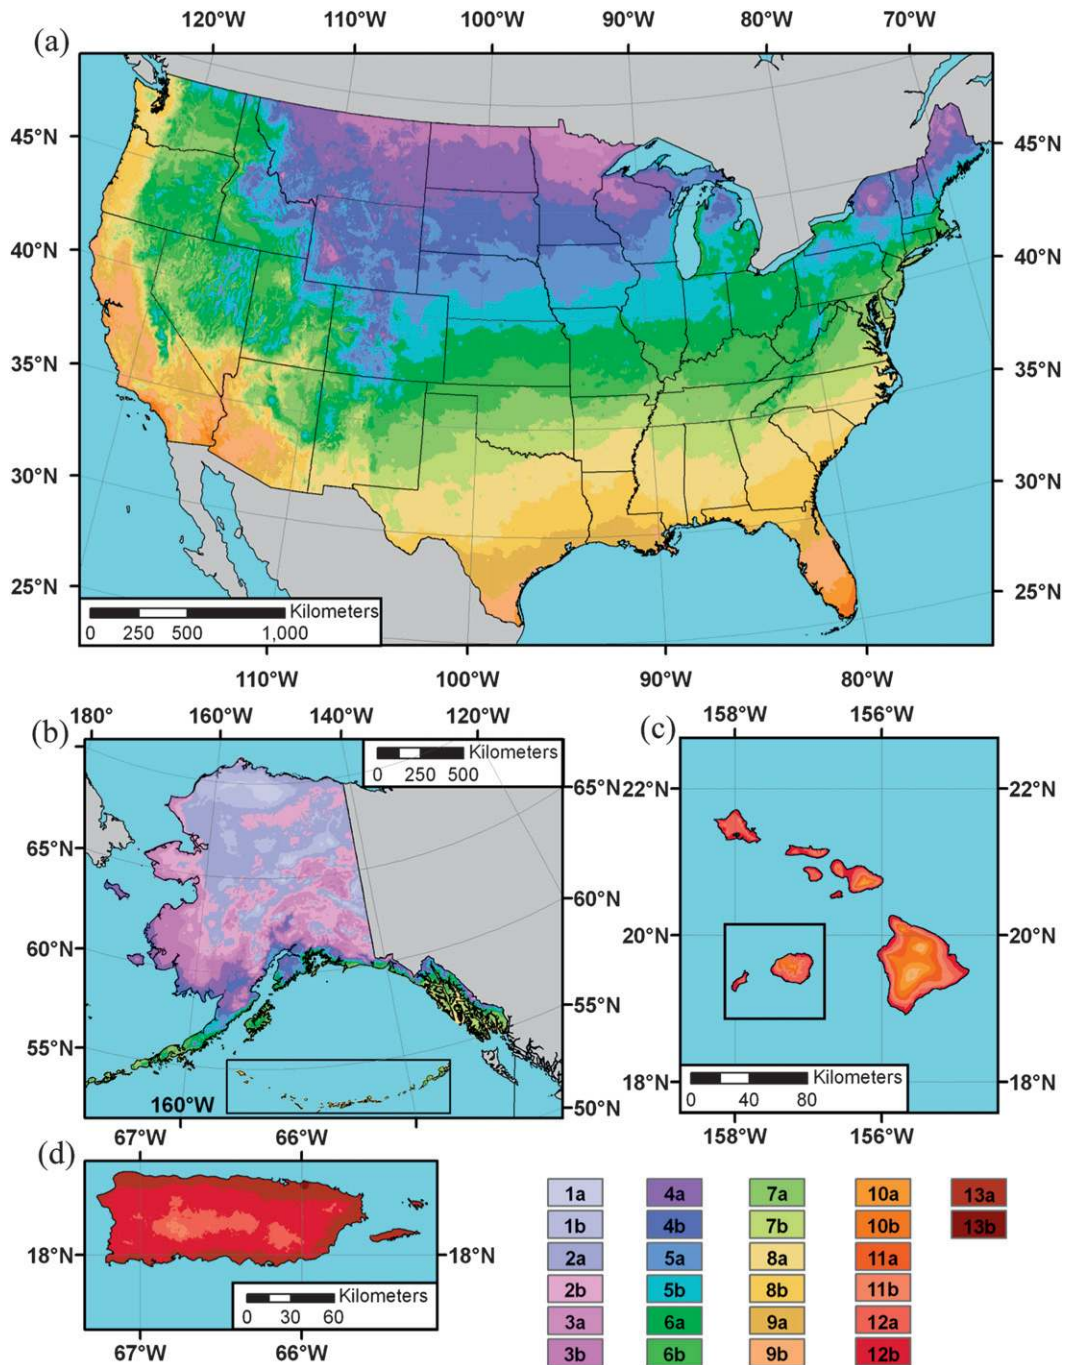 120°W 110°W 100°W 90°W 80°W 70°W
(a)
45°N 45°N
40°N 40°N
35°N 35°N
30°N 30°N
25°N 25°N
Kilometers
0 250 500 1,000
110°W 100°W 90°W 80°W
180° 160°W 140°W 120°W
(b)
Kilometers
0 250 500
65°N
65°N
60°N
60°N
55°N
55°N
160°W
50°N
67°W 66°W
158°W 156°W
(c)
22°N 22°N
20°N 20°N
18°N 18°N
Kilometers
0 40 80
158°W 156°W
(d)
18°N 18°N
Kilometers
0 30 60
67°W 66°W
1a 4a 7a 10a 13a
1b 4b 7b 10b 13b
2a 5a 8a 11a
2b 5b 8b 11b
3a 6a 9a 12a
3b 6b 9b 12b